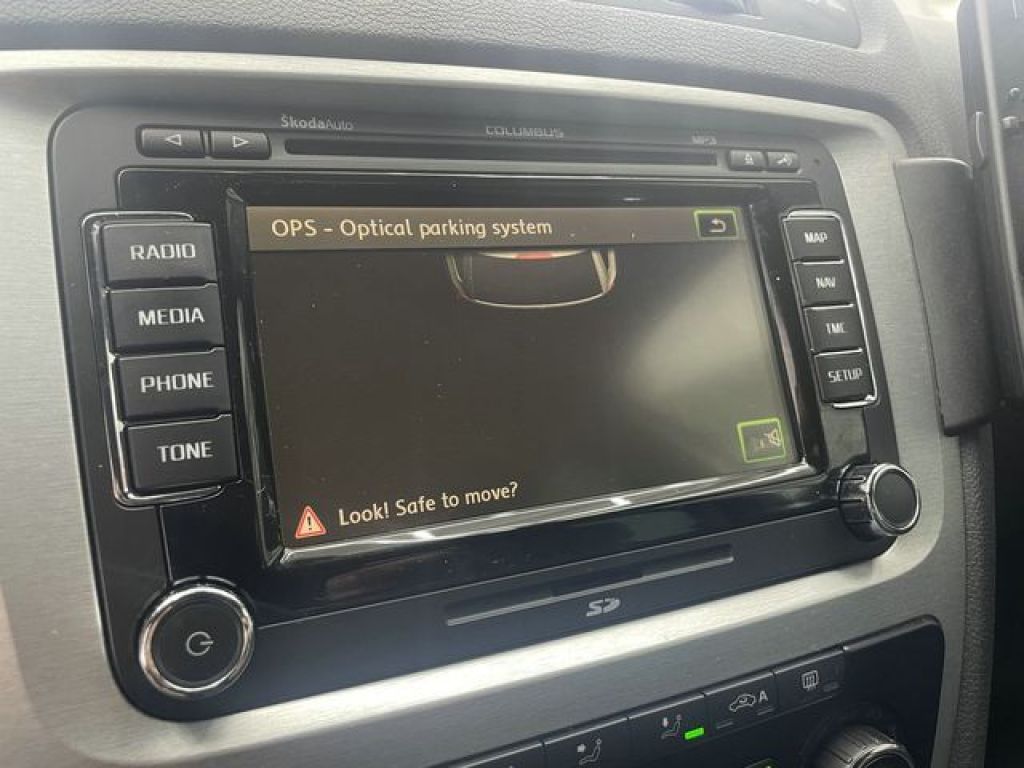 ŠkodaAuto
COLUMBUS
MP3
OPS - Optical parking system
RADIO
MEDIA
PHONE
TONE
MAP
NAV
TMC
SETUP
Look! Safe to move?
SD
A